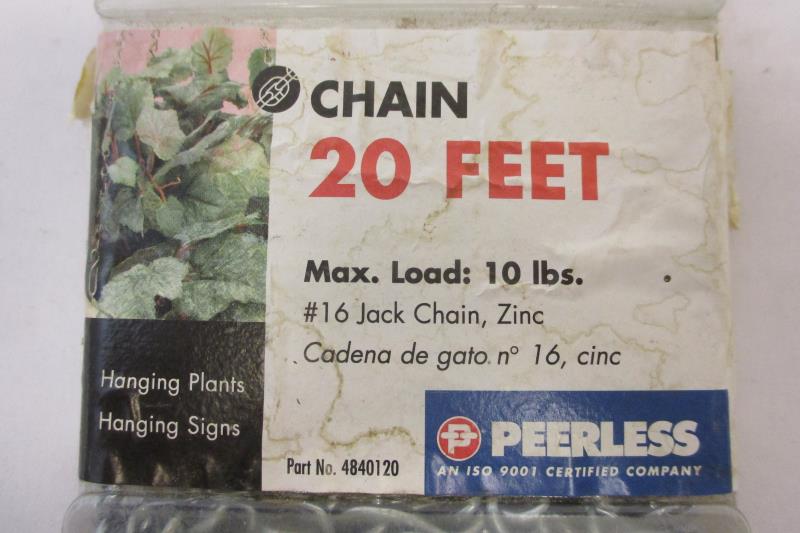 CHAIN
20 FEET
Max. Load: 10 lbs.
#16 Jack Chain, Zinc
Cadena de gato nº 16, cinc
Hanging Plants
Hanging Signs
Part No. 4840120
PEERLESS
AN ISO 9001 CERTIFIED COMPANY